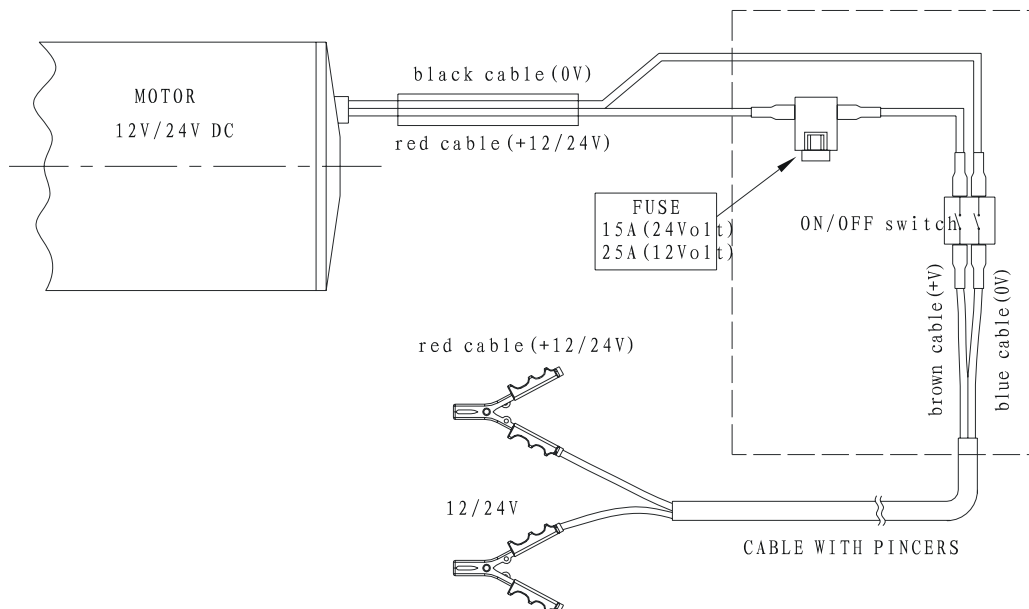 black cable(0V)
MOTOR
12V/24V DC
red cable(+12/24V)
FUSE
15A(24Volt)
25A(12Volt)
ON/OFF switch
brown cable(+V)
blue cable(0V)
red cable(+12/24V)
12/24V
CABLE WITH PINCERS